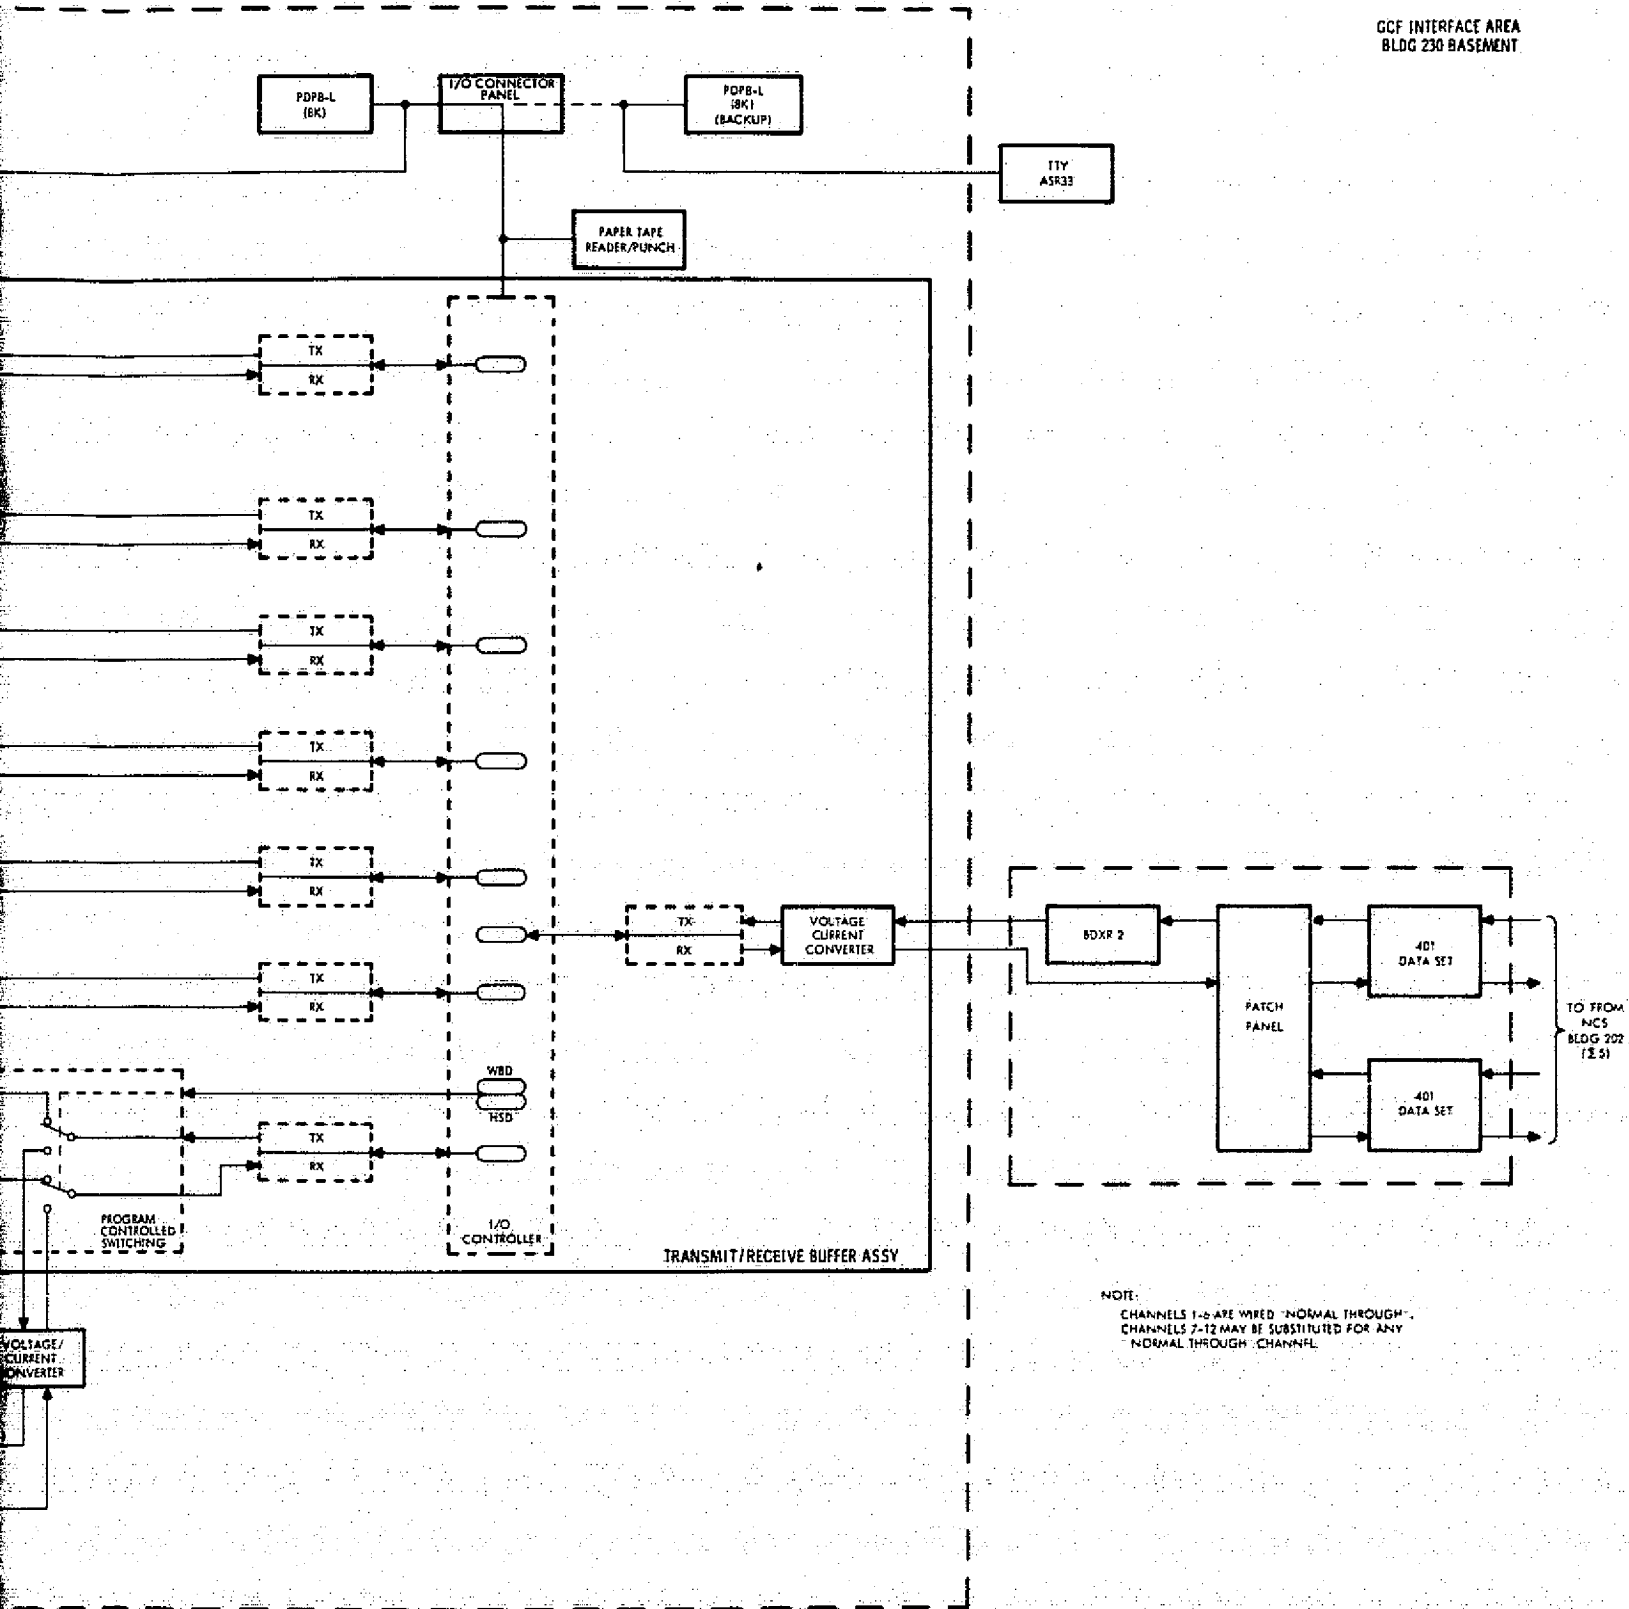 GCF INTERFACE AREA
BLDG 230 BASEMENT
PDP8-L
(8K)
I/O CONNECTOR
PANEL
PDP8-L
(8K)
(BACKUP)
TTY
ASR33
PAPER TAPE
READER/PUNCH
TX
RX
TX
RX
TX
RX
TX
RX
TX
RX
TX
RX
VOLTAGE
CURRENT
CONVERTER
BDXR 2
PATCH
PANEL
401
DATA SET
401
DATA SET
TO FROM
NCS
BLDG 202
(Σ5)
TX
RX
WBD
HSD
TX
RX
PROGRAM
CONTROLLED
SWITCHING
I/O
CONTROLLER
TRANSMIT/RECEIVE BUFFER ASSY
NOTE:
CHANNELS 1-6 ARE WIRED "NORMAL THROUGH".
CHANNELS 7-12 MAY BE SUBSTITUTED FOR ANY
NORMAL THROUGH CHANNEL
VOLTAGE/
CURRENT
ONVERTER